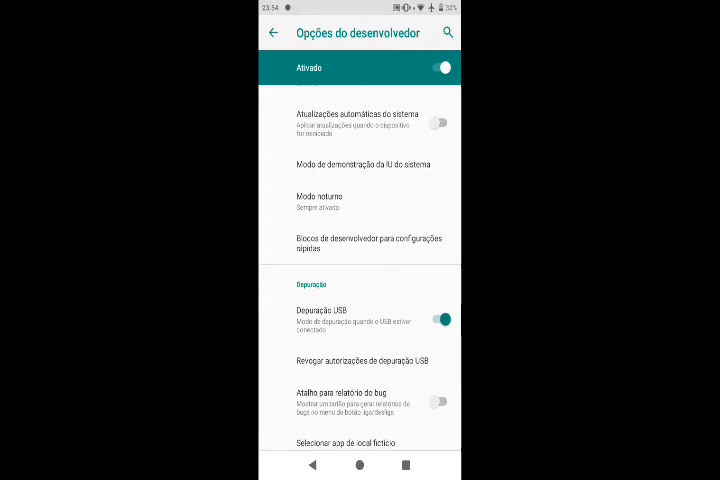 23:54
32%
Opções do desenvolvedor
Ativado
Atualizações automáticas do sistema
Aplicar atualizações quando o dispositivo
for reiniciado
Modo de demonstração da IU do sistema
Modo noturno
Sempre ativado
Blocos de desenvolvedor para configurações
rápidas
Depuração
Depuração USB
Modo de depuração quando o USB estiver
conectado
Revogar autorizações de depuração USB
Atalho para relatório do bug
Mostrar um botão para gerar relatórios de
bugs no menu do botão liga/desliga
Selecionar app de local fictício